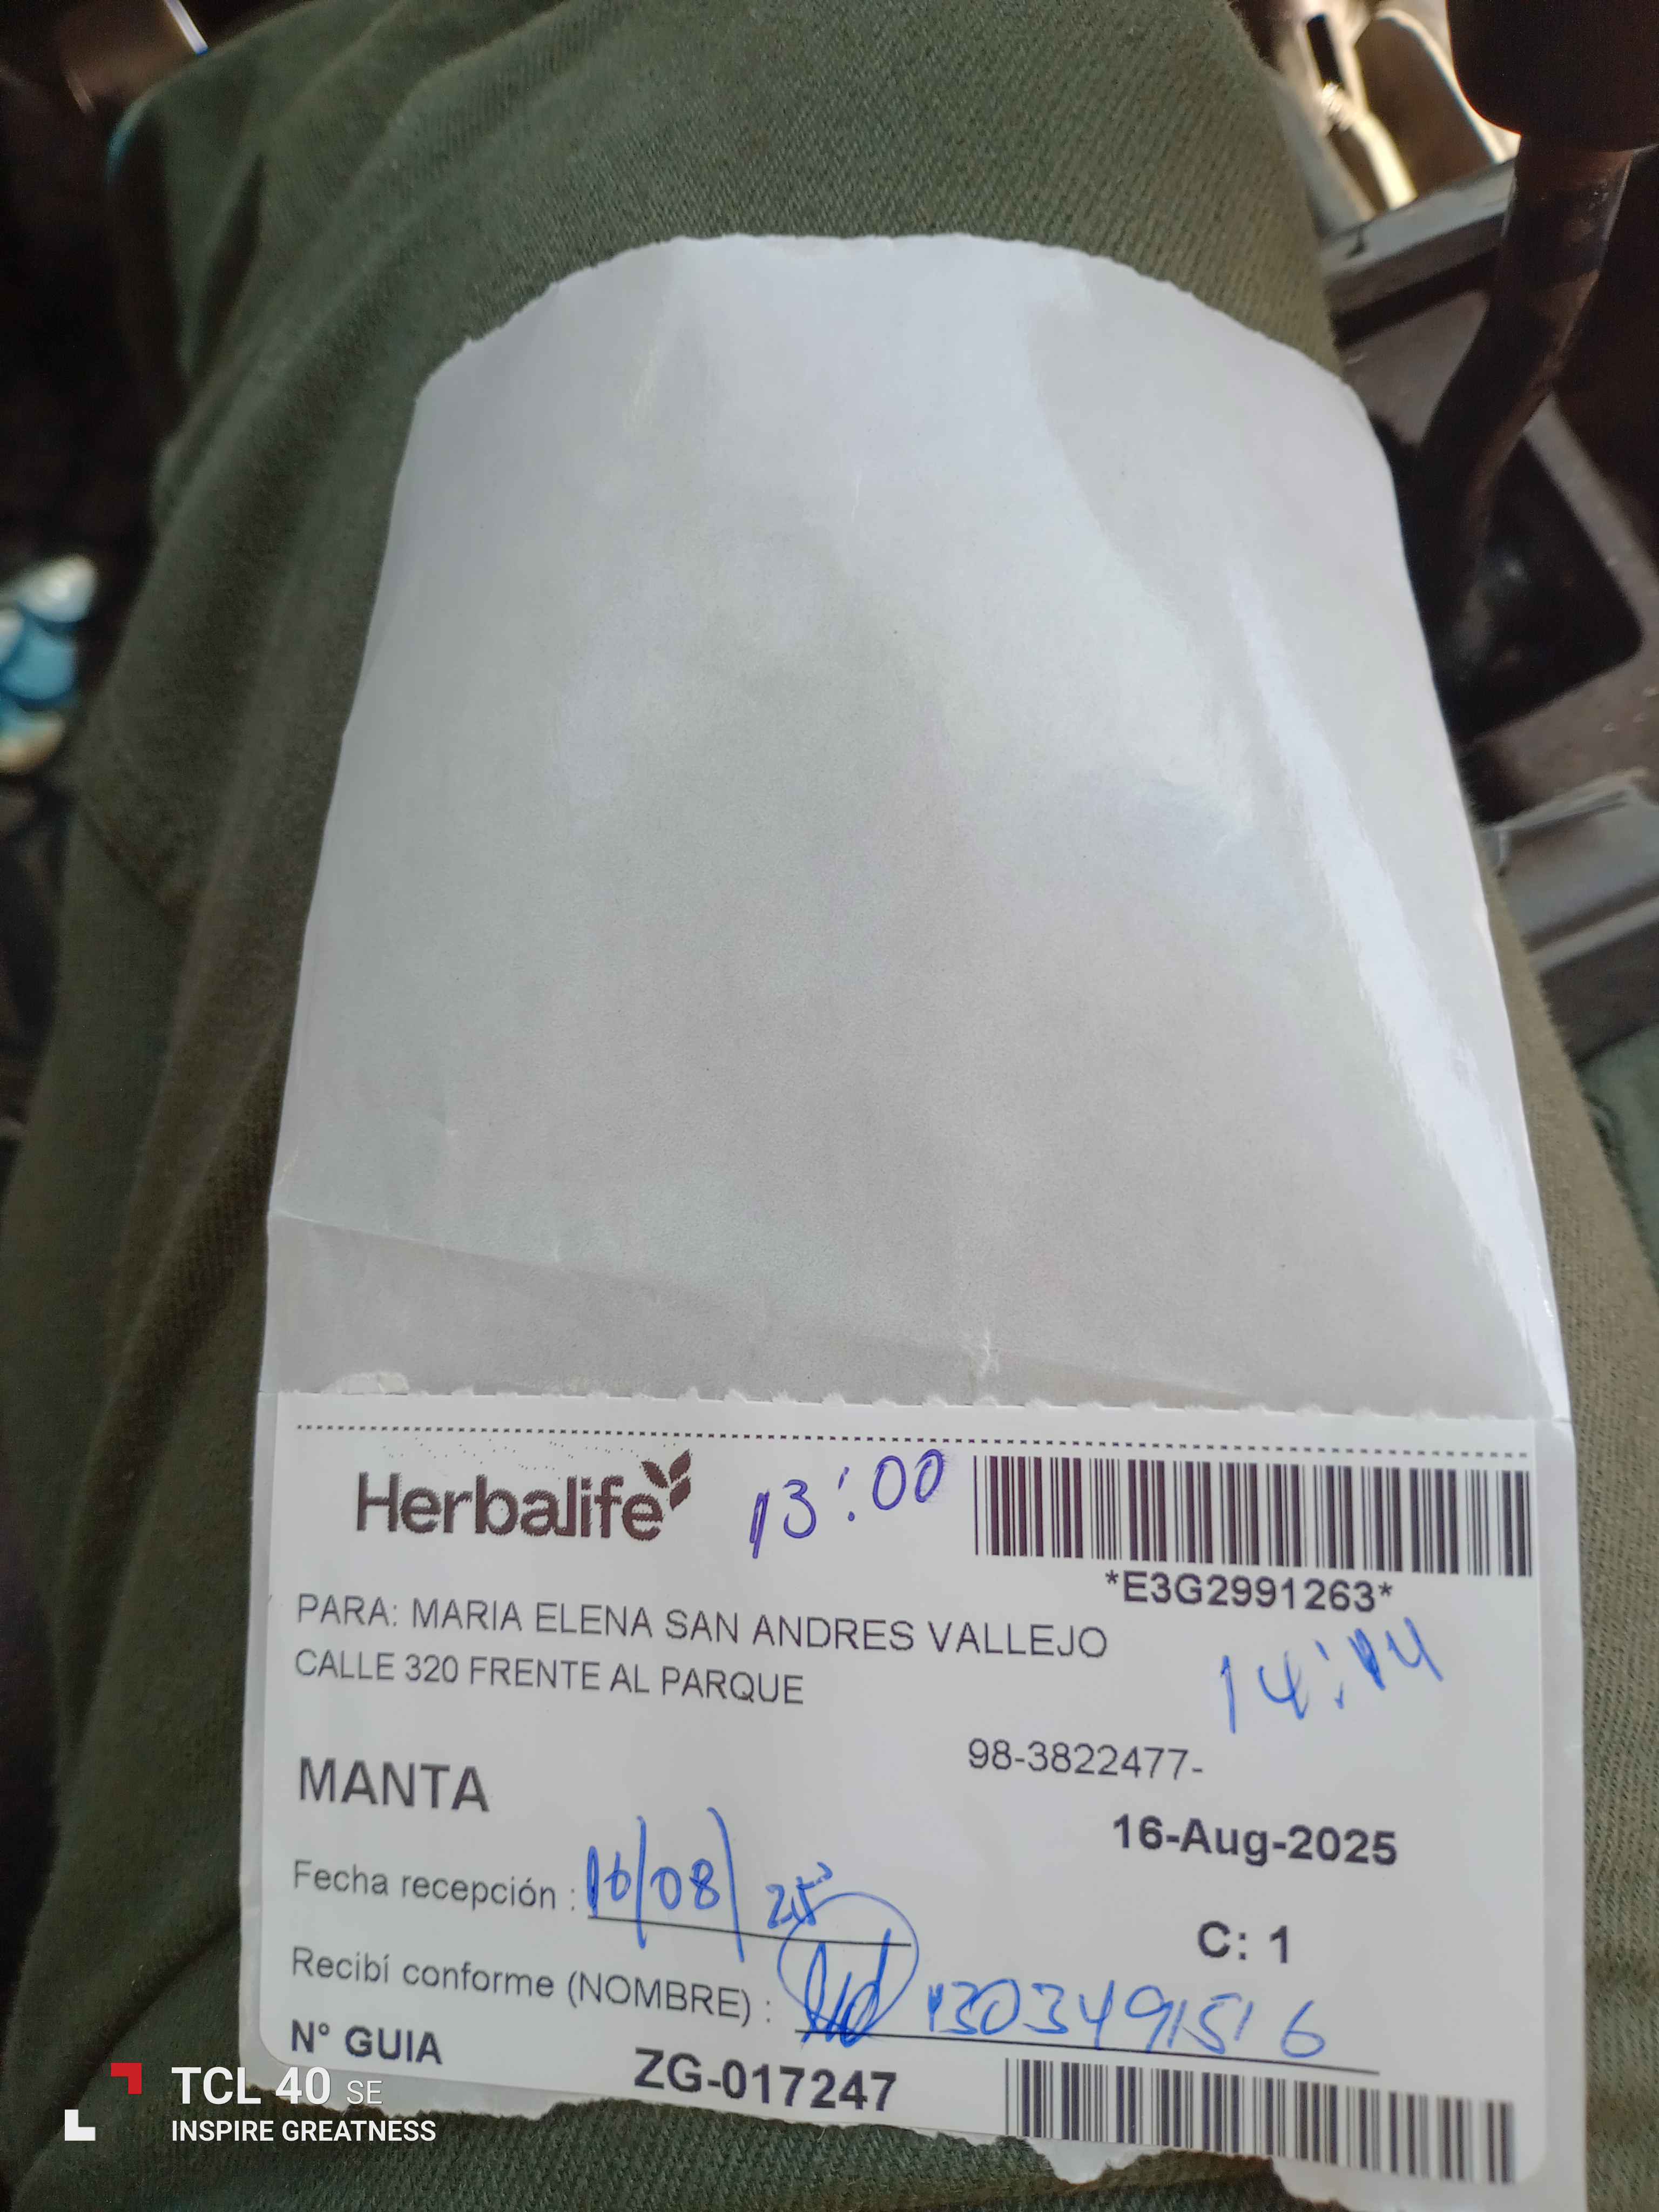 Herbalife 13:00
*E3G2991263*
PARA: MARIA ELENA SAN ANDRES VALLEJO
CALLE 320 FRENTE AL PARQUE
14:14
98-3822477-
MANTA
16-Aug-2025
Fecha recepción : 16/08/25
C: 1
Recibí conforme (NOMBRE) : 1303491516
N° GUIA ZG-017247
TCL 40 SE
INSPIRE GREATNESS